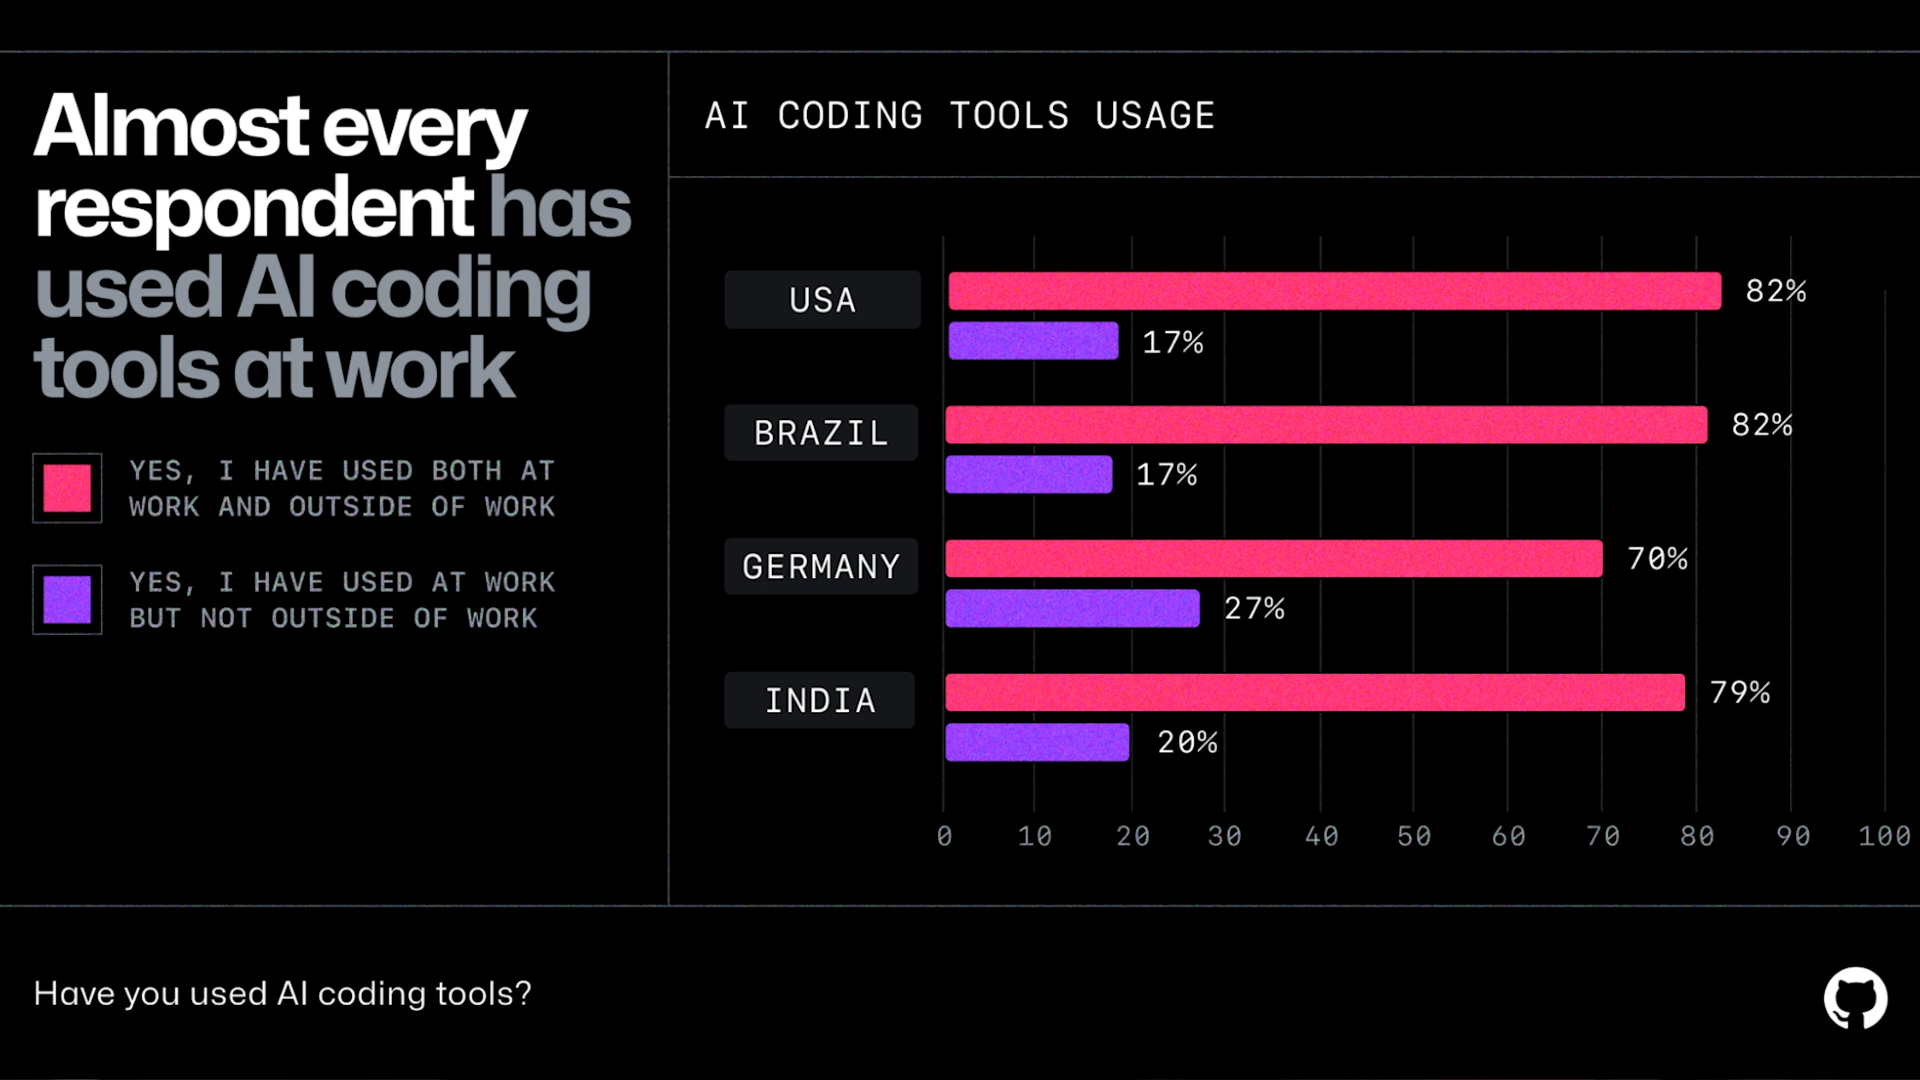 Almost every
respondent has
used AI coding
tools at work
YES, I HAVE USED BOTH AT
WORK AND OUTSIDE OF WORK
YES, I HAVE USED AT WORK
BUT NOT OUTSIDE OF WORK
AI CODING TOOLS USAGE
USA
82%
17%
BRAZIL
82%
17%
GERMANY
70%
27%
INDIA
79%
20%
0 10 20 30 40 50 60 70 80 90 100
Have you used AI coding tools?